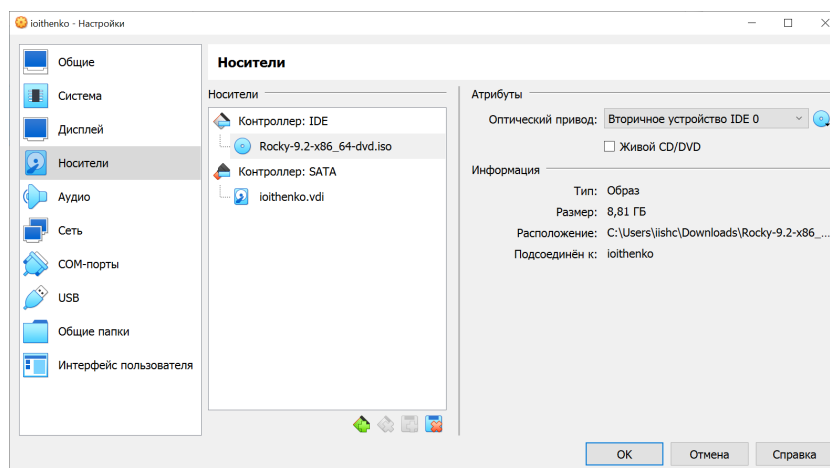 ioithenko - Настройки
Общие
Система
Дисплей
Носители
Аудио
Сеть
COM-порты
USB
Общие папки
Интерфейс пользователя
Носители
Носители
Контроллер: IDE
Rocky-9.2-x86_64-dvd.iso
Контроллер: SATA
ioithenko.vdi
Атрибуты
Оптический привод: Вторичное устройство IDE 0
Живой CD/DVD
Информация
Тип: Образ
Размер: 8,81 ГБ
Расположение: C:\Users\iishc\Downloads\Rocky-9.2-x86_...
Подсоединён к: ioithenko
OK Отмена Справка